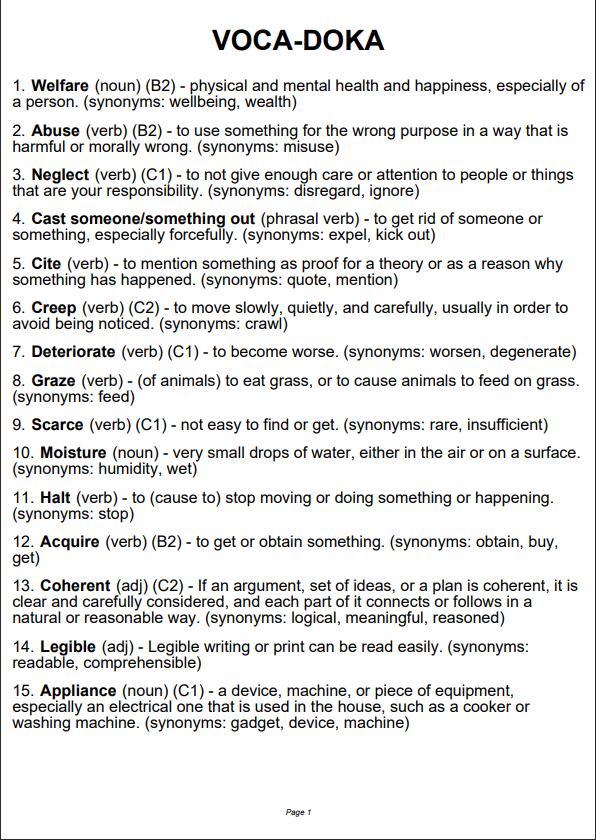 VOCA-DOKA
1. Welfare (noun) (B2) - physical and mental health and happiness, especially of
a person. (synonyms: wellbeing, wealth)
2. Abuse (verb) (B2) - to use something for the wrong purpose in a way that is
harmful or morally wrong. (synonyms: misuse)
3. Neglect (verb) (C1) - to not give enough care or attention to people or things
that are your responsibility. (synonyms: disregard, ignore)
4. Cast someone/something out (phrasal verb) - to get rid of someone or
something, especially forcefully. (synonyms: expel, kick out)
5. Cite (verb) - to mention something as proof for a theory or as a reason why
something has happened. (synonyms: quote, mention)
6. Creep (verb) (C2) - to move slowly, quietly, and carefully, usually in order to
avoid being noticed. (synonyms: crawl)
7. Deteriorate (verb) (C1) - to become worse. (synonyms: worsen, degenerate)
8. Graze (verb) - (of animals) to eat grass, or to cause animals to feed on grass.
(synonyms: feed)
9. Scarce (verb) (C1) - not easy to find or get. (synonyms: rare, insufficient)
10. Moisture (noun) - very small drops of water, either in the air or on a surface.
(synonyms: humidity, wet)
11. Halt (verb) - to (cause to) stop moving or doing something or happening.
(synonyms: stop)
12. Acquire (verb) (B2) - to get or obtain something. (synonyms: obtain, buy,
get)
13. Coherent (adj) (C2) - If an argument, set of ideas, or a plan is coherent, it is
clear and carefully considered, and each part of it connects or follows in a
natural or reasonable way. (synonyms: logical, meaningful, reasoned)
14. Legible (adj) - Legible writing or print can be read easily. (synonyms:
readable, comprehensible)
15. Appliance (noun) (C1) - a device, machine, or piece of equipment,
especially an electrical one that is used in the house, such as a cooker or
washing machine. (synonyms: gadget, device, machine)
Page 1